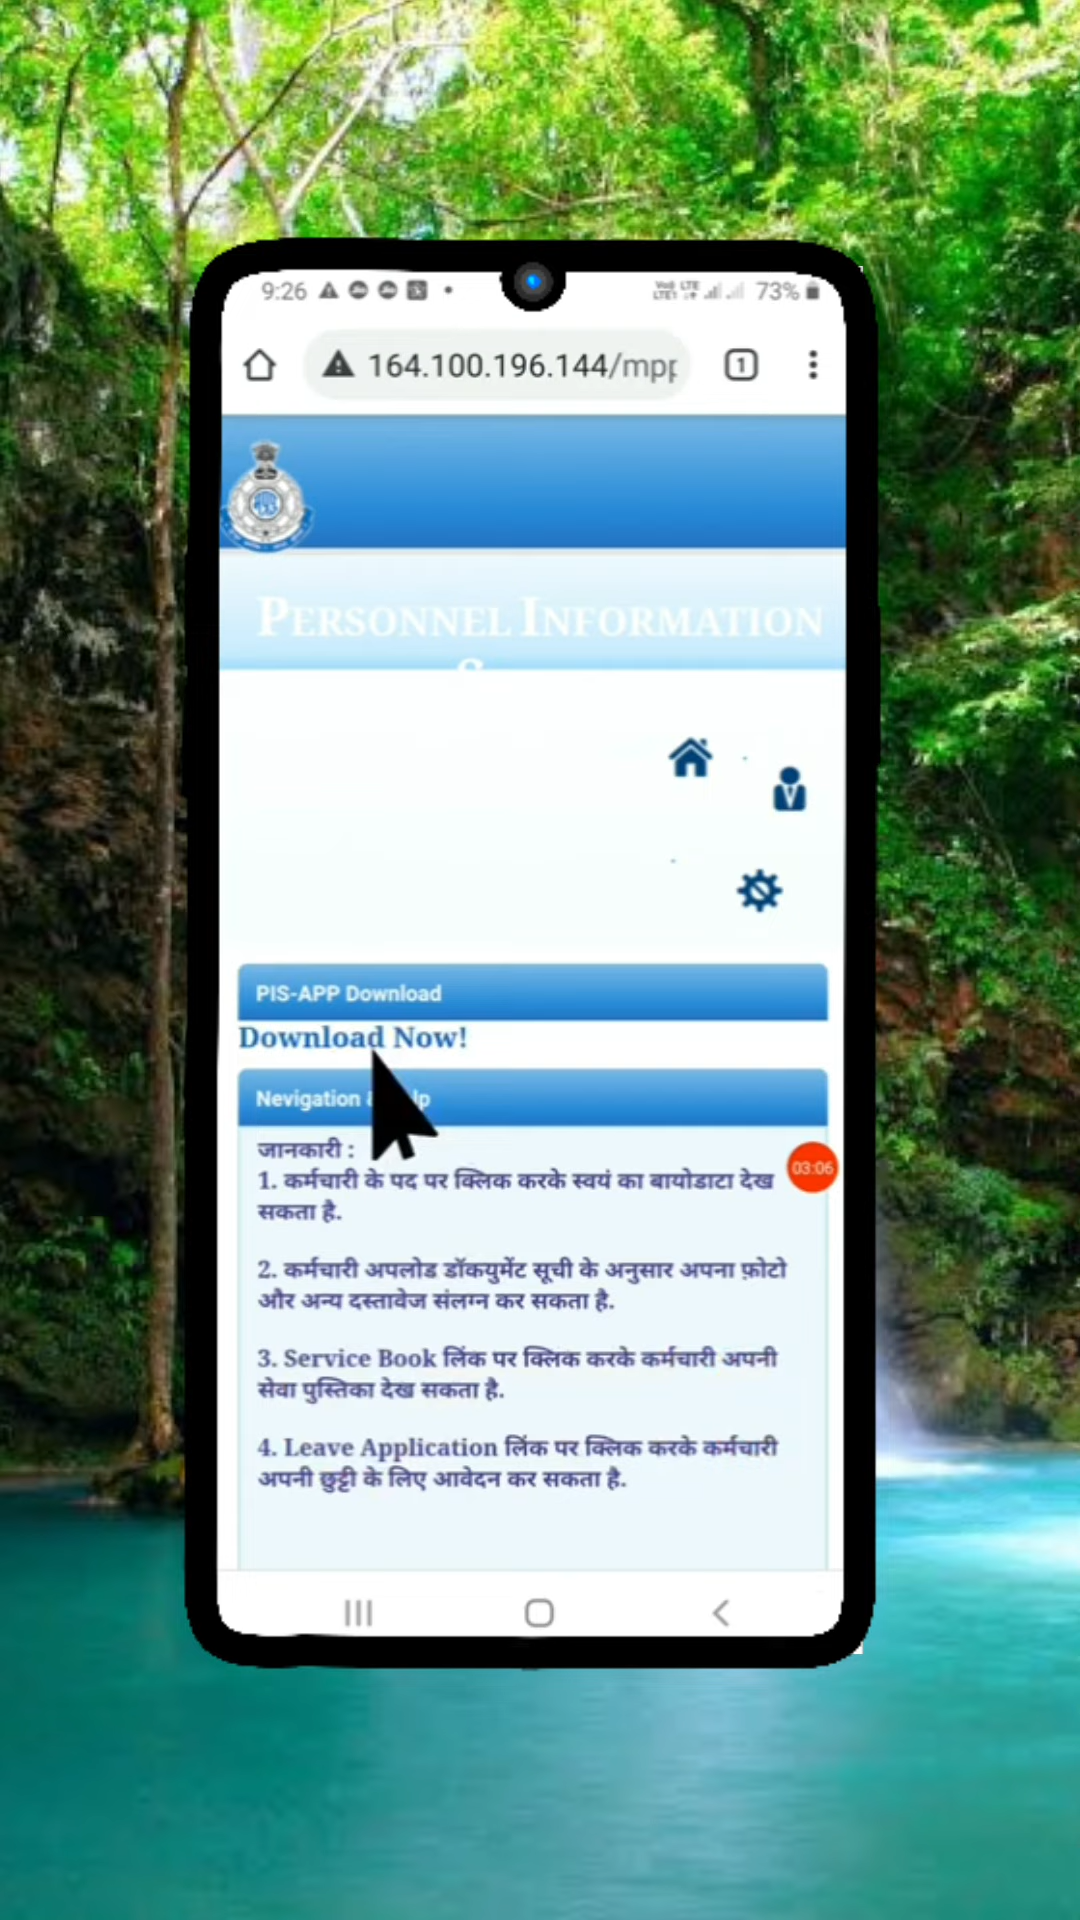 9:26
73%
164.100.196.144/mpp
1
PERSONNEL INFORMATION
PIS-APP Download
Download Now!
Nevigation
जानकारी :
1. कर्मचारी के पद पर क्लिक करके स्वयं का बायोडाटा देख
सकता है.
03:06
2. कर्मचारी अपलोड डॉकयुमेंट सूची के अनुसार अपना फ़ोटो
और अन्य दस्तावेज संलग्न कर सकता है.
3. Service Book लिंक पर क्लिक करके कर्मचारी अपनी
सेवा पुस्तिका देख सकता है.
4. Leave Application लिंक पर क्लिक करके कर्मचारी
अपनी छुट्टी के लिए आवेदन कर सकता है.